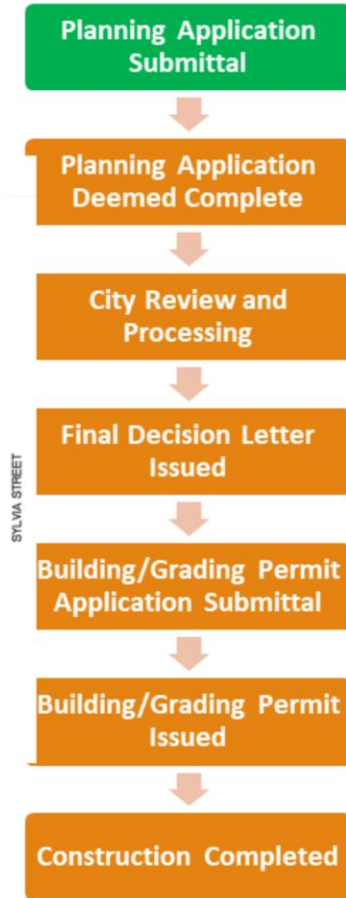 Planning Application
Submittal
Planning Application
Deemed Complete
City Review and
Processing
Final Decision Letter
Issued
SYLVIA STREET
Building/Grading Permit
Application Submittal
Building/Grading Permit
Issued
Construction Completed